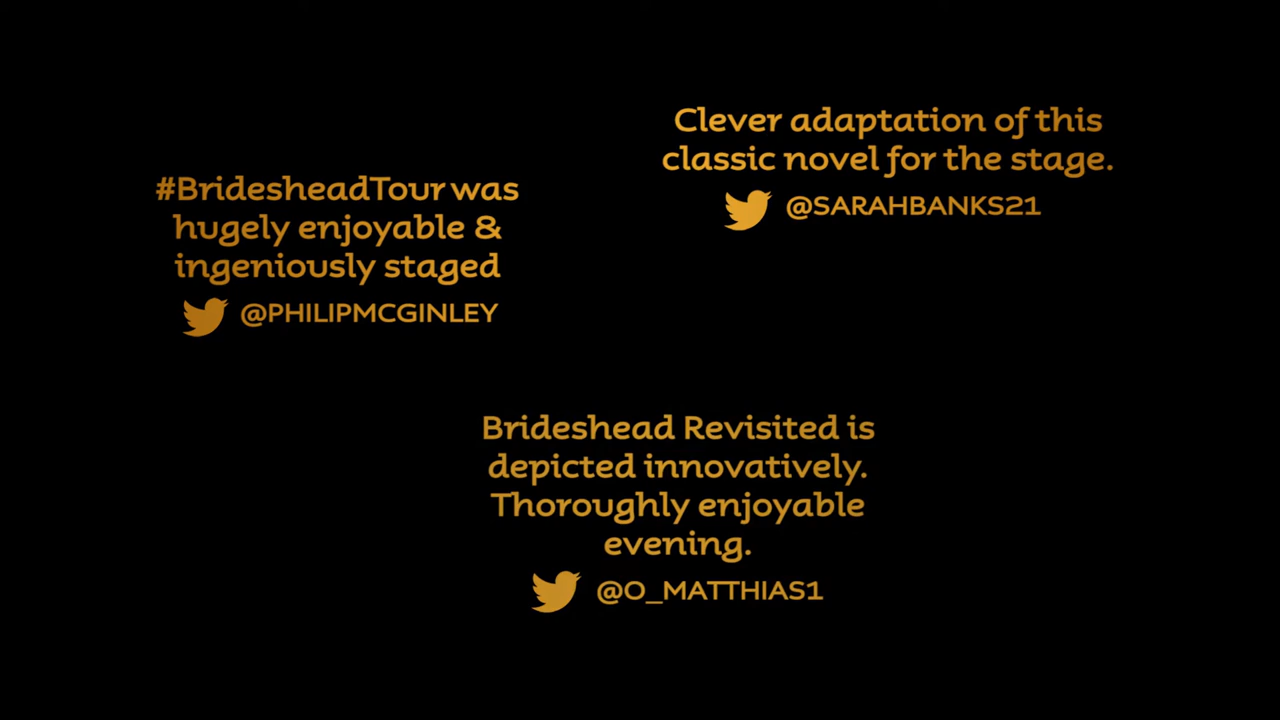 #BridesheadTour was
hugely enjoyable &
ingeniously staged
@PHILIPMCGINLEY
Clever adaptation of this
classic novel for the stage.
@SARAHBANKS21
Brideshead Revisited is
depicted innovatively.
Thoroughly enjoyable
evening.
@O_MATTHIAS1